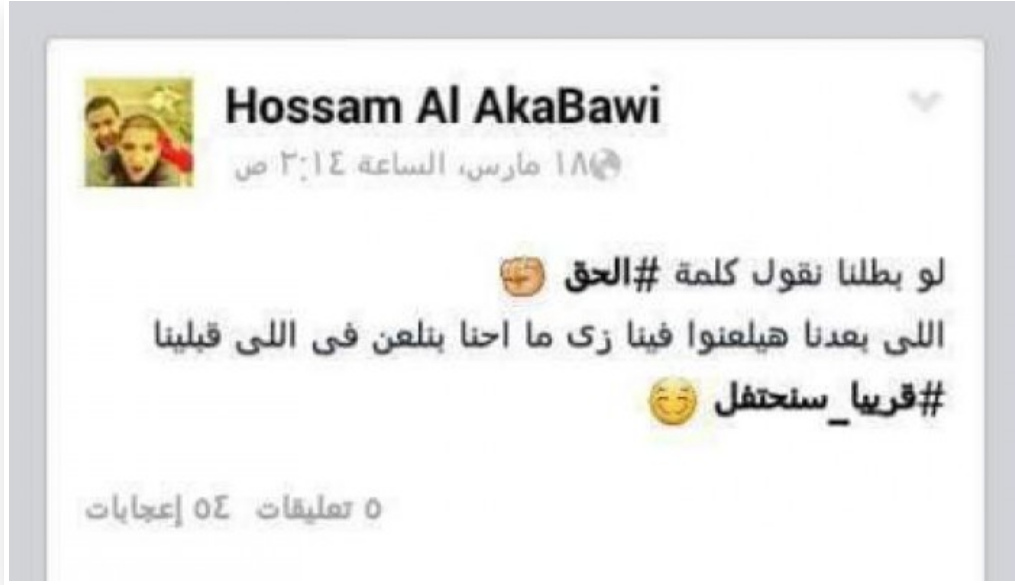 Hossam Al AkaBawi
١٨ مارس، الساعة ٣:١٤ ص
لو بطلنا نقول كلمة #الحق ✊
اللى بعدنا هيلعنوا فينا زى ما احنا بنلعن فى اللى قبلينا
#قريبا_سنحتفل 😊
٥ تعليقات ٥٤ إعجابات